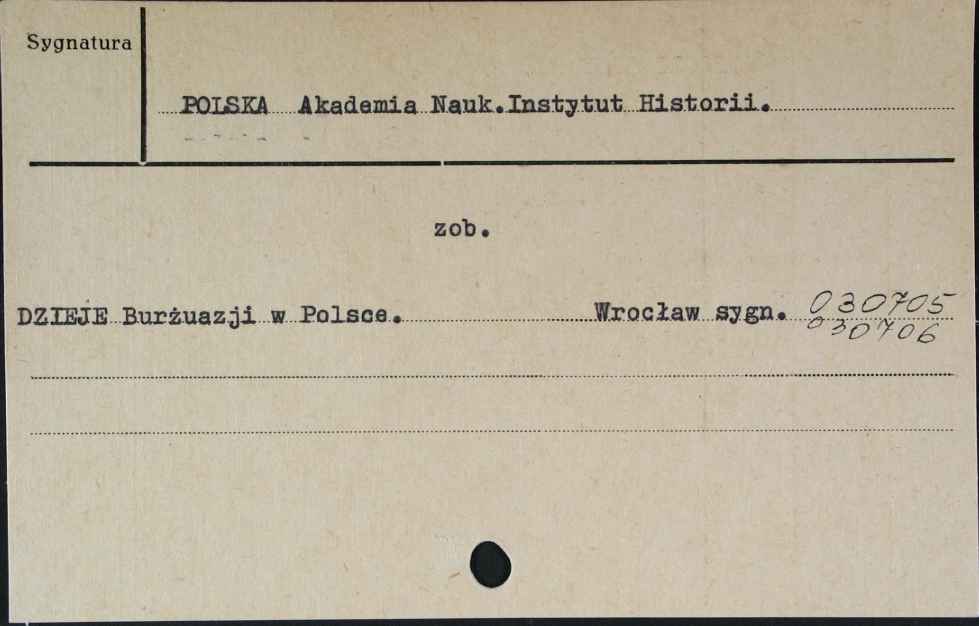 Sygnatura
POLSKA Akademia Nauk.Instytut Historii.
zob.
DZIEJE Burżuazji w Polsce. Wrocław sygn. 030705
030706